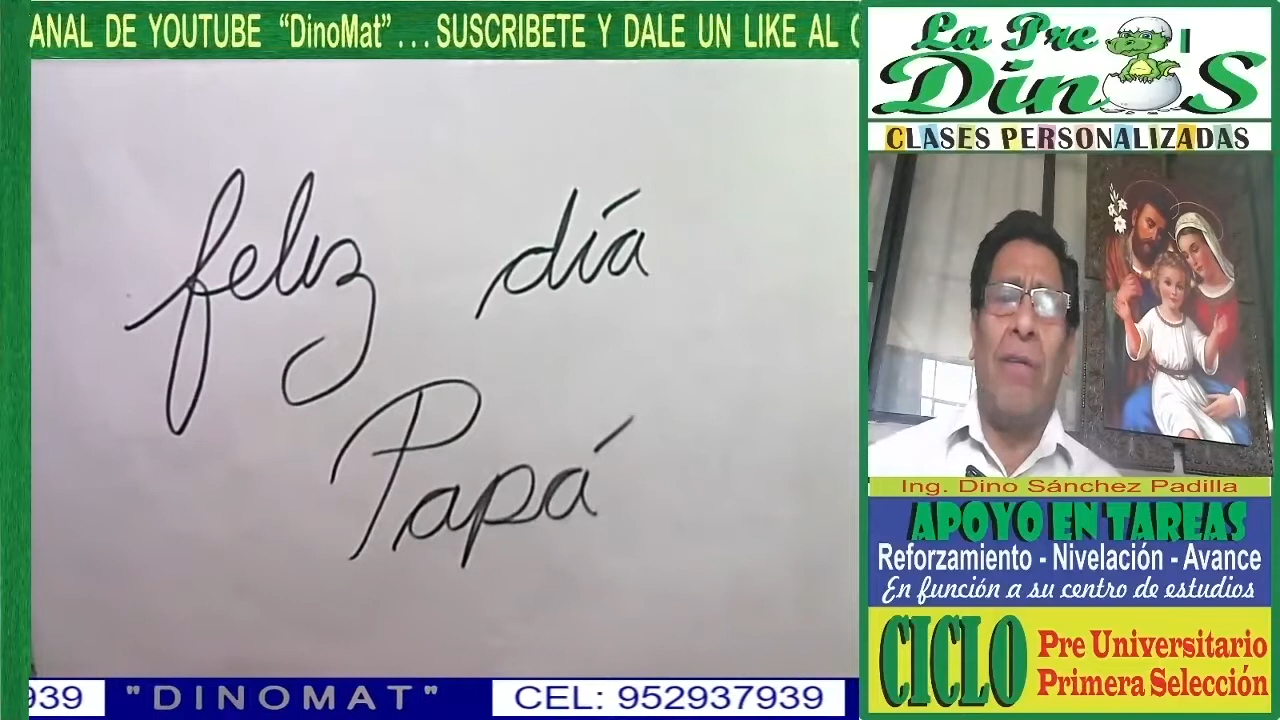 ANAL DE YOUTUBE "DinoMat"... SUSCRIBETE Y DALE UN LIKE AL
feliz día
Papá
939 "DINOMAT" CEL: 952937939
La Pre
DinoS
CLASES PERSONALIZADAS
Ing. Dino Sánchez Padilla
APOYO EN TAREAS
Reforzamiento - Nivelación - Avance
En función a su centro de estudios
CICLO
Pre Universitario
Primera Selección